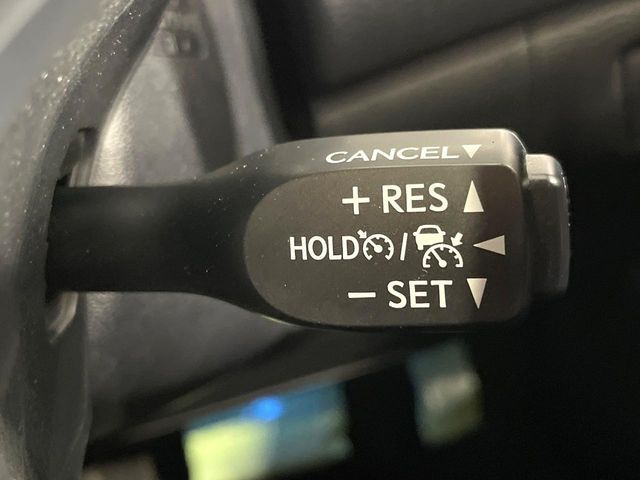 CANCEL▼
+ RES ▲
HOLD / ◀
− SET ▼